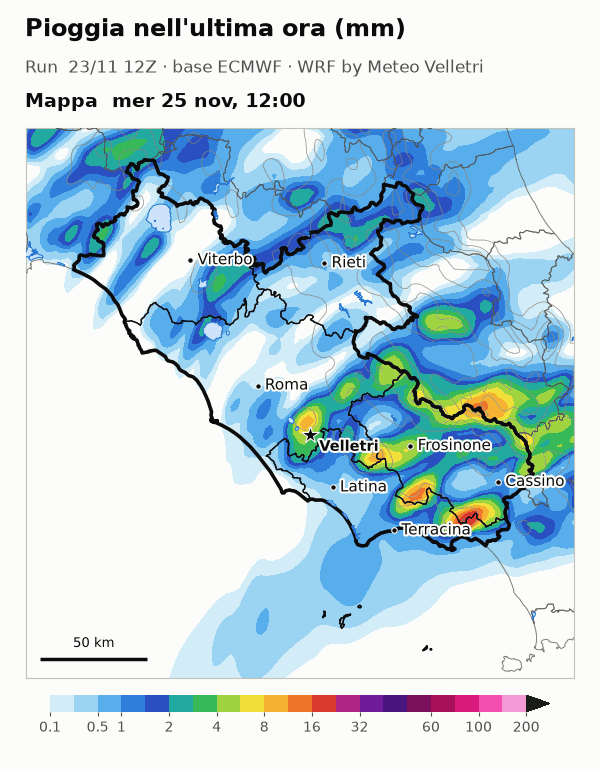 Pioggia nell'ultima ora (mm)
Run  23/11 12Z · base ECMWF · WRF by Meteo Velletri
Mappa  mer 25 nov, 12:00
Viterbo
Rieti
Roma
Velletri
Frosinone
Latina
Cassino
Terracina
50 km
0.1 0.5 1 2 4 8 16 32 60 100 200